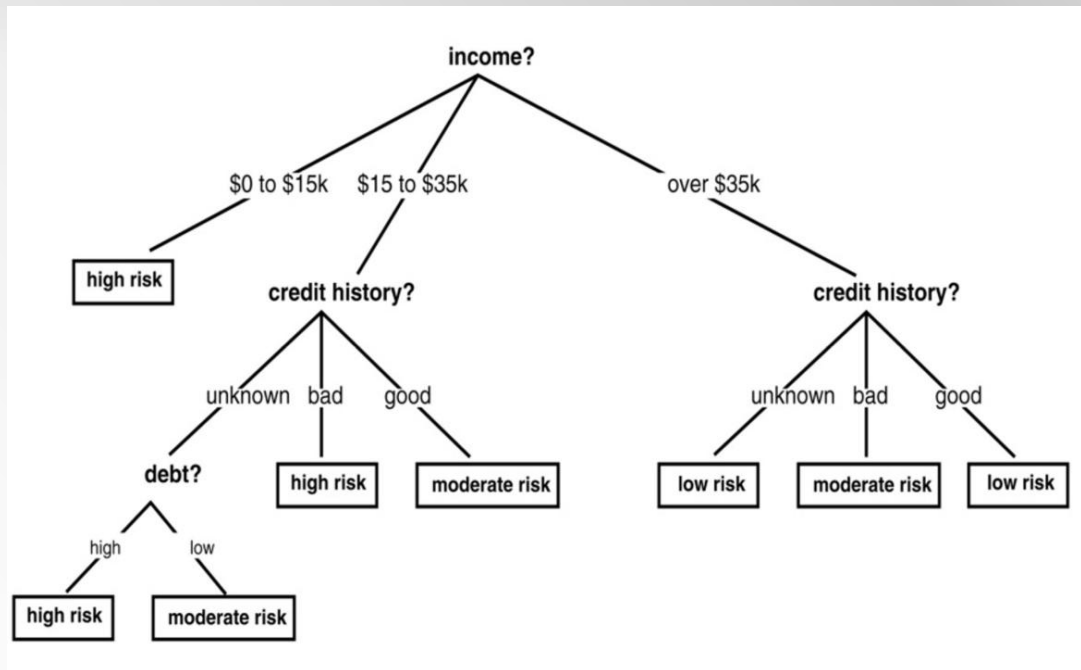 income?
$0 to $15k $15 to $35k over $35k
high risk
credit history? credit history?
unknown bad good unknown bad good
debt? high risk moderate risk low risk moderate risk low risk
high low
high risk moderate risk